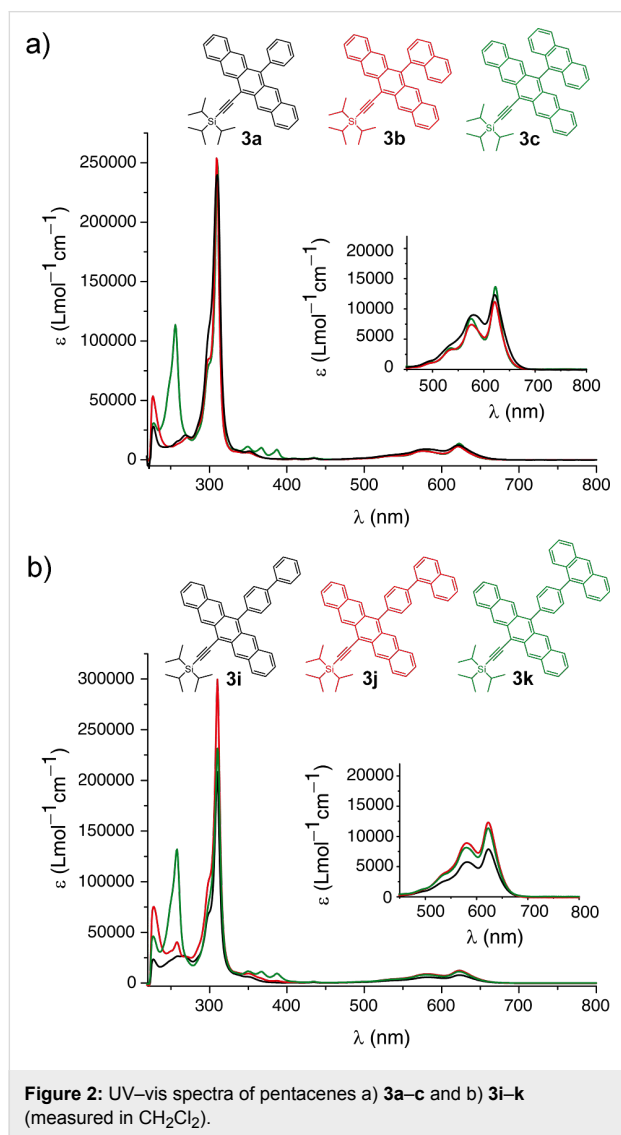 a)
Si
3a
Si
3b
Si
3c
250000
200000
150000
100000
50000
0
ε (Lmol⁻¹cm⁻¹)
300 400 500 600 700 800
λ (nm)
20000
15000
10000
5000
0
ε (Lmol⁻¹cm⁻¹)
500 600 700 800
λ (nm)
b)
Si
3i
Si
3j
Si
3k
300000
250000
200000
150000
100000
50000
0
ε (Lmol⁻¹cm⁻¹)
300 400 500 600 700 800
λ (nm)
20000
15000
10000
5000
0
ε (Lmol⁻¹cm⁻¹)
500 600 700 800
λ (nm)
Figure 2: UV–vis spectra of pentacenes a) 3a–c and b) 3i–k
(measured in CH₂Cl₂).